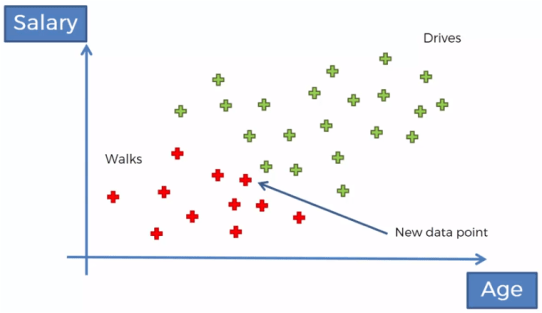 Salary
Drives
Walks
New data point
Age